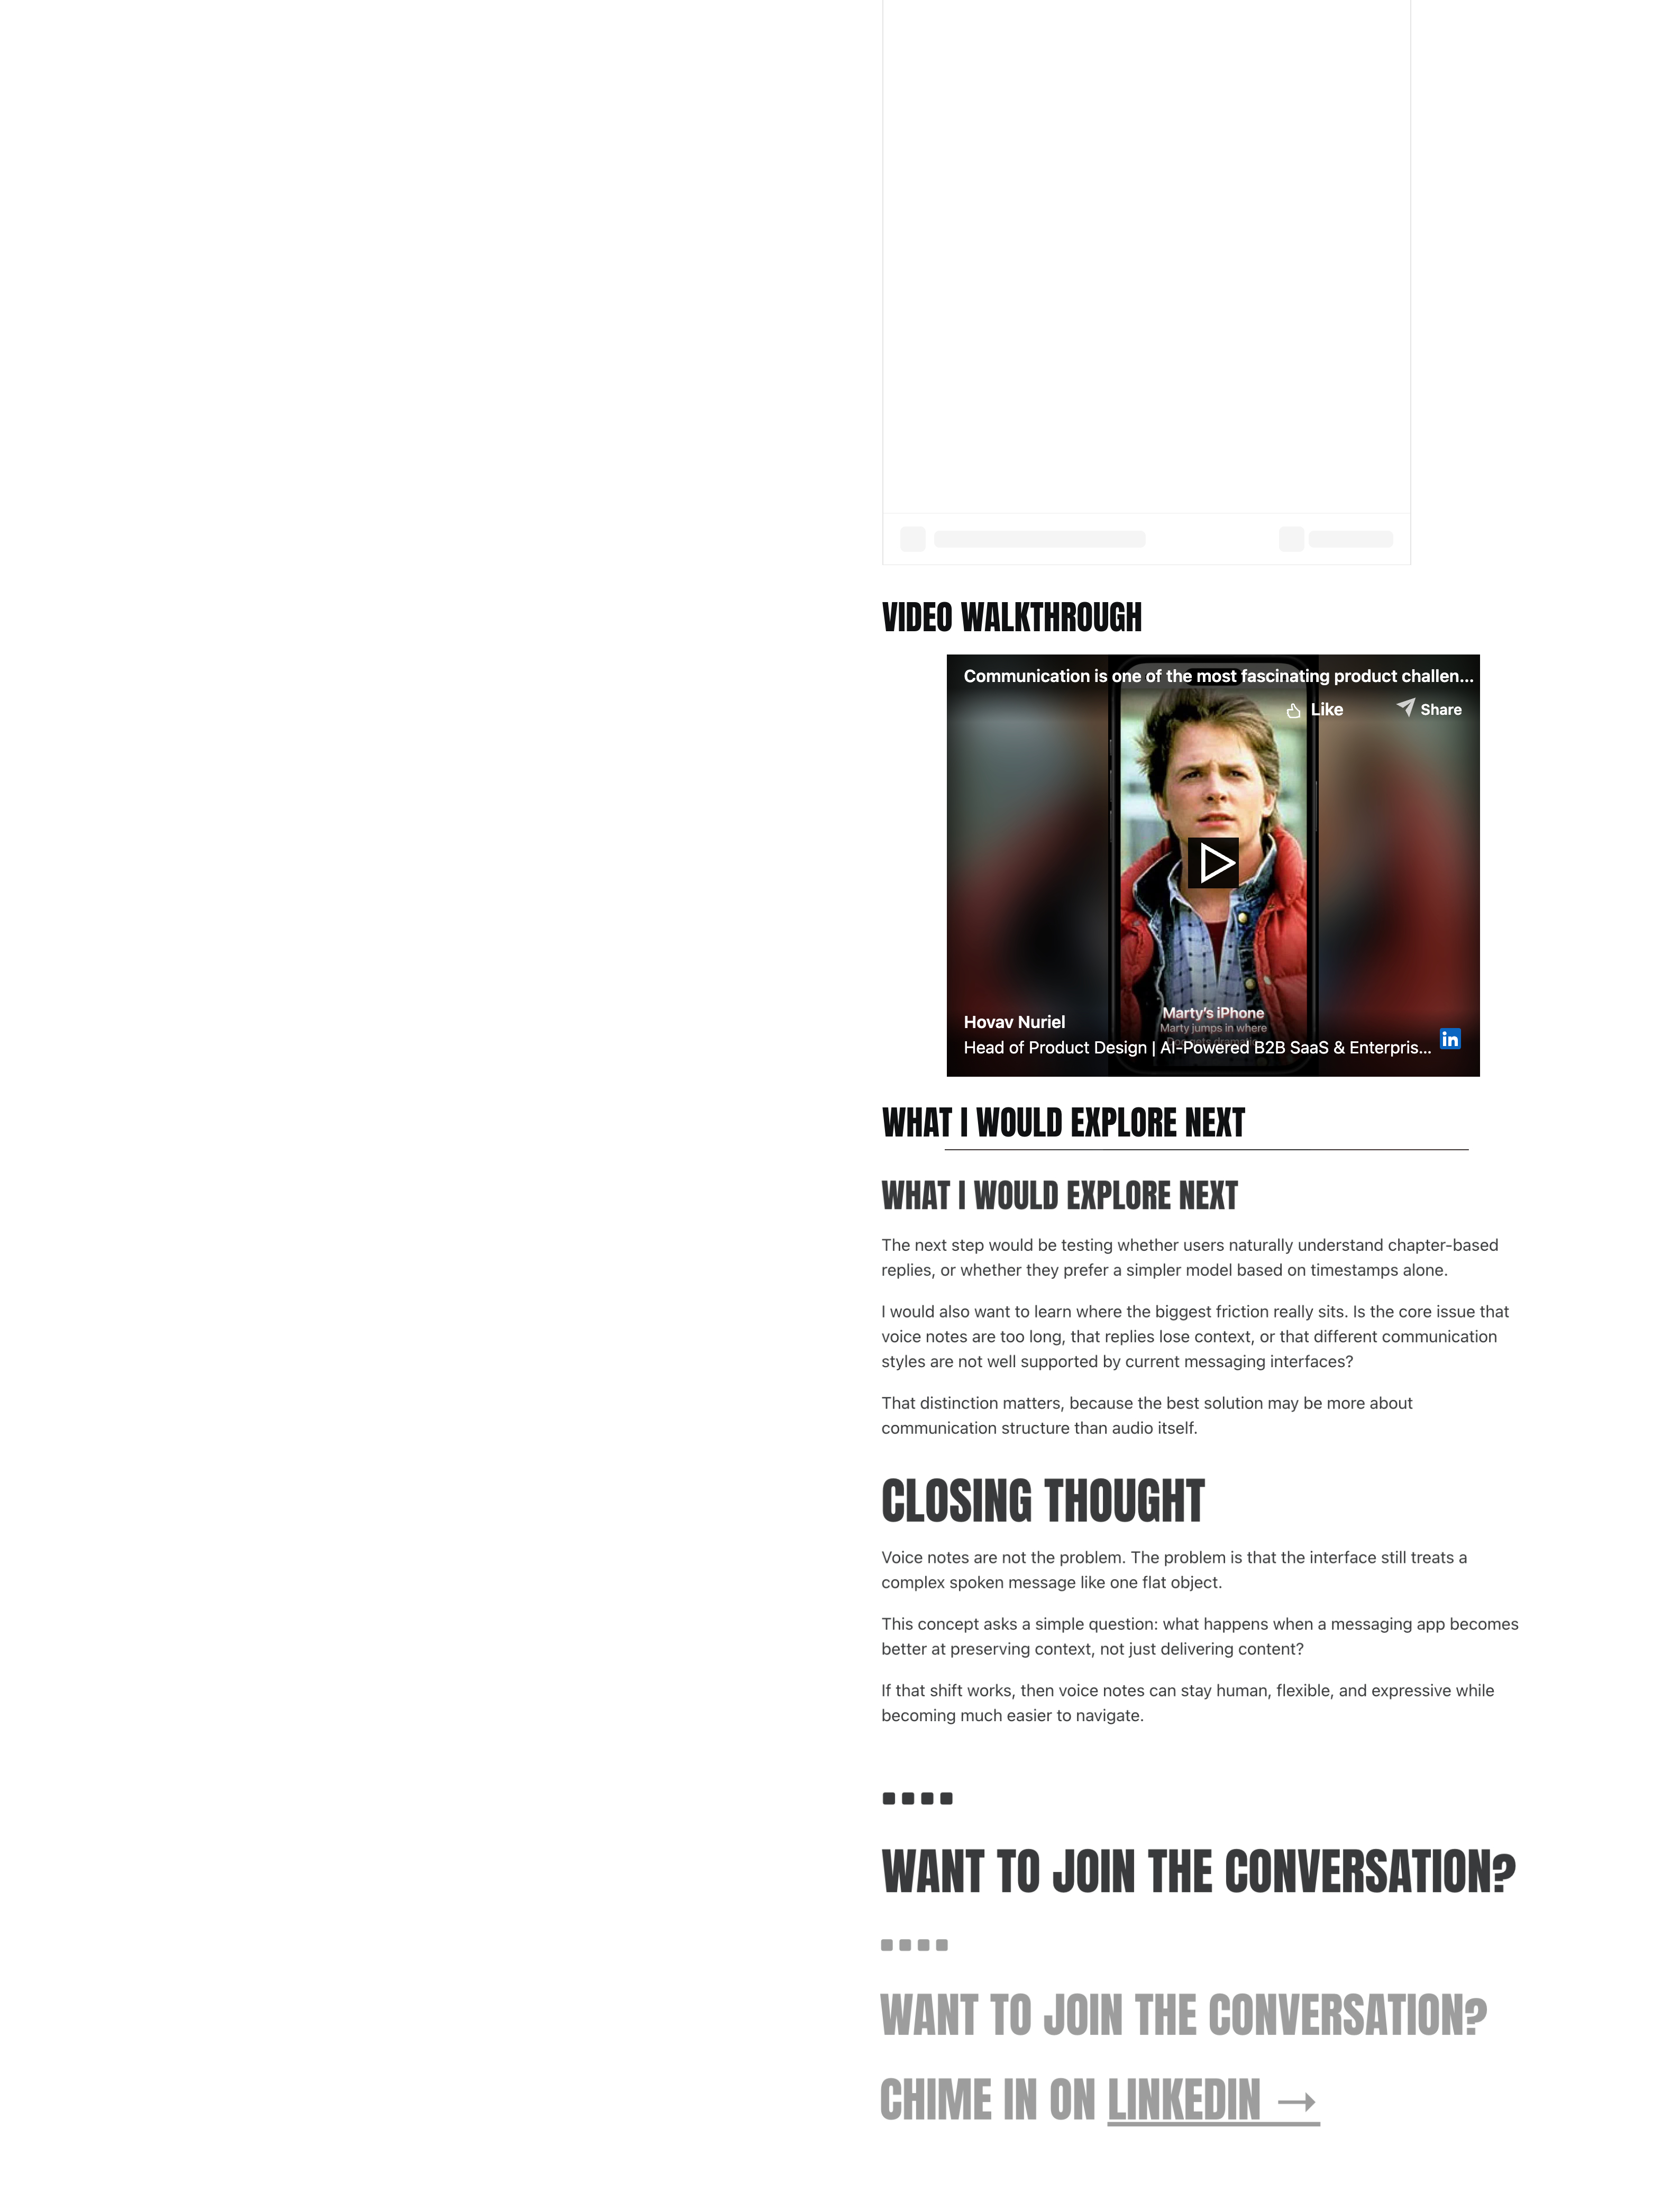 VIDEO WALKTHROUGH
Communication is one of the most fascinating product challen...
Like
Share
Marty's iPhone
Marty jumps in where
Hovav Nuriel
Head of Product Design | AI-Powered B2B SaaS & Enterpris...
in
WHAT I WOULD EXPLORE NEXT
WHAT I WOULD EXPLORE NEXT
The next step would be testing whether users naturally understand chapter-based
replies, or whether they prefer a simpler model based on timestamps alone.
I would also want to learn where the biggest friction really sits. Is the core issue that
voice notes are too long, that replies lose context, or that different communication
styles are not well supported by current messaging interfaces?
That distinction matters, because the best solution may be more about
communication structure than audio itself.
CLOSING THOUGHT
Voice notes are not the problem. The problem is that the interface still treats a
complex spoken message like one flat object.
This concept asks a simple question: what happens when a messaging app becomes
better at preserving context, not just delivering content?
If that shift works, then voice notes can stay human, flexible, and expressive while
becoming much easier to navigate.
WANT TO JOIN THE CONVERSATION?
WANT TO JOIN THE CONVERSATION?
CHIME IN ON LINKEDIN →